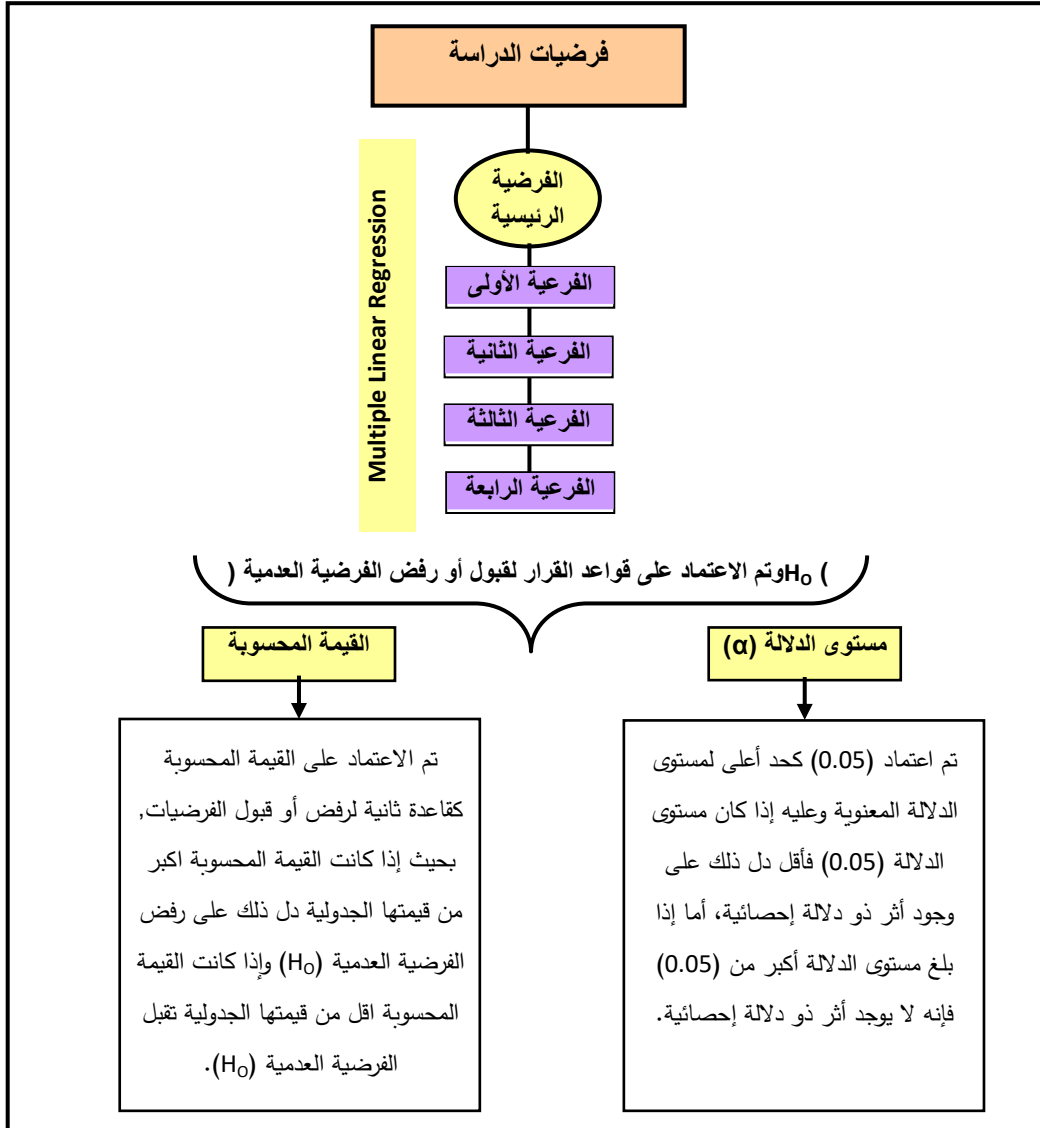 فرضيات الدراسة
Multiple Linear Regression
الفرضية
الرئيسية
الفرعية الأولى
الفرعية الثانية
الفرعية الثالثة
الفرعية الرابعة
) Hoوتم الاعتماد على قواعد القرار لقبول أو رفض الفرضية العدمية (
مستوى الدلالة (α)
تم اعتماد (0.05) كحد أعلى لمستوى
الدلالة المعنوية وعليه إذا كان مستوى
الدلالة (0.05) فأقل دل ذلك على
وجود أثر ذو دلالة إحصائية، أما إذا
بلغ مستوى الدلالة أكبر من (0.05)
فإنه لا يوجد أثر ذو دلالة إحصائية.
القيمة المحسوبة
تم الاعتماد على القيمة المحسوبة
كقاعدة ثانية لرفض أو قبول الفرضيات,
بحيث إذا كانت القيمة المحسوبة اكبر
من قيمتها الجدولية دل ذلك على رفض
الفرضية العدمية (Ho) وإذا كانت القيمة
المحسوبة اقل من قيمتها الجدولية تقبل
الفرضية العدمية (Ho).